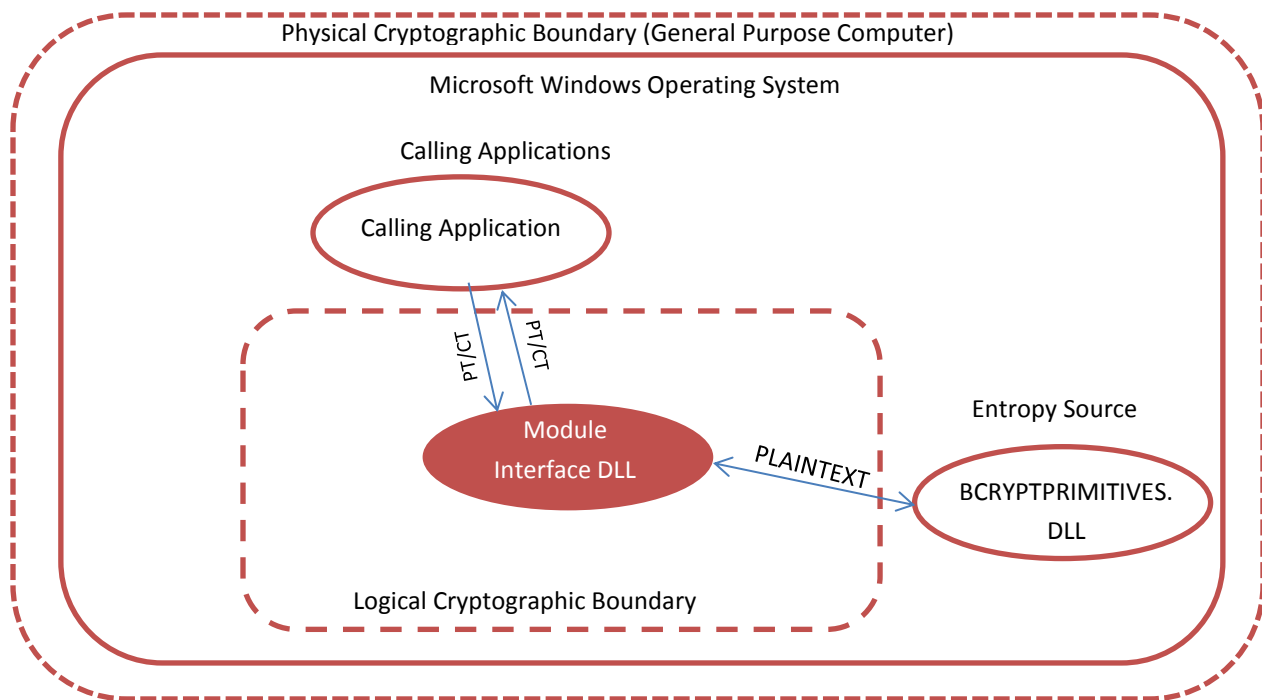 Physical Cryptographic Boundary (General Purpose Computer)
Microsoft Windows Operating System
Calling Applications
Calling Application
PT/CT
PT/CT
Module
Interface DLL
PLAINTEXT
Entropy Source
BCRYPTPRIMITIVES.
DLL
Logical Cryptographic Boundary